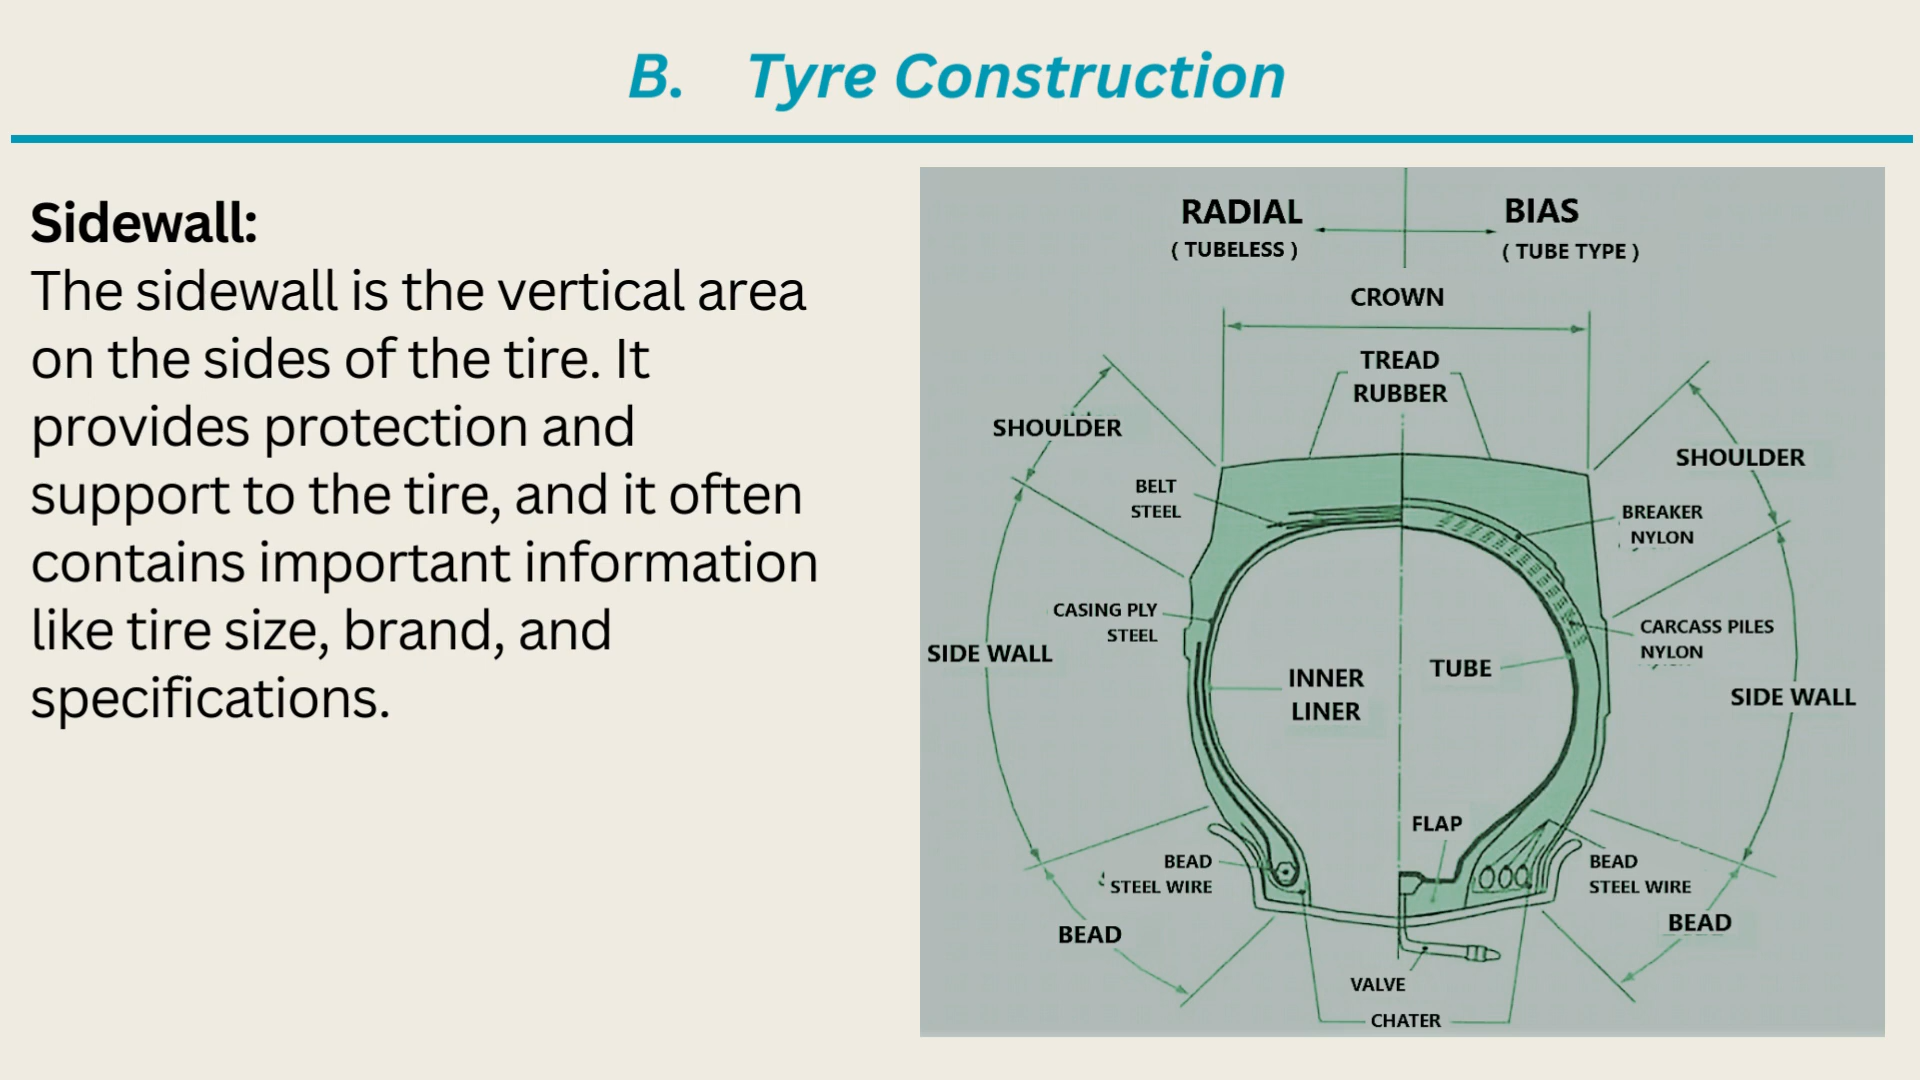 B. Tyre Construction
Sidewall:
The sidewall is the vertical area
on the sides of the tire. It
provides protection and
support to the tire, and it often
contains important information
like tire size, brand, and
specifications.
RADIAL
( TUBELESS )
BIAS
( TUBE TYPE )
CROWN
TREAD
RUBBER
SHOULDER
SHOULDER
BELT
STEEL
BREAKER
NYLON
CASING PLY
STEEL
CARCASS PILES
NYLON
SIDE WALL
INNER
LINER
TUBE
SIDE WALL
FLAP
BEAD
STEEL WIRE
BEAD
STEEL WIRE
BEAD
BEAD
VALVE
CHATER